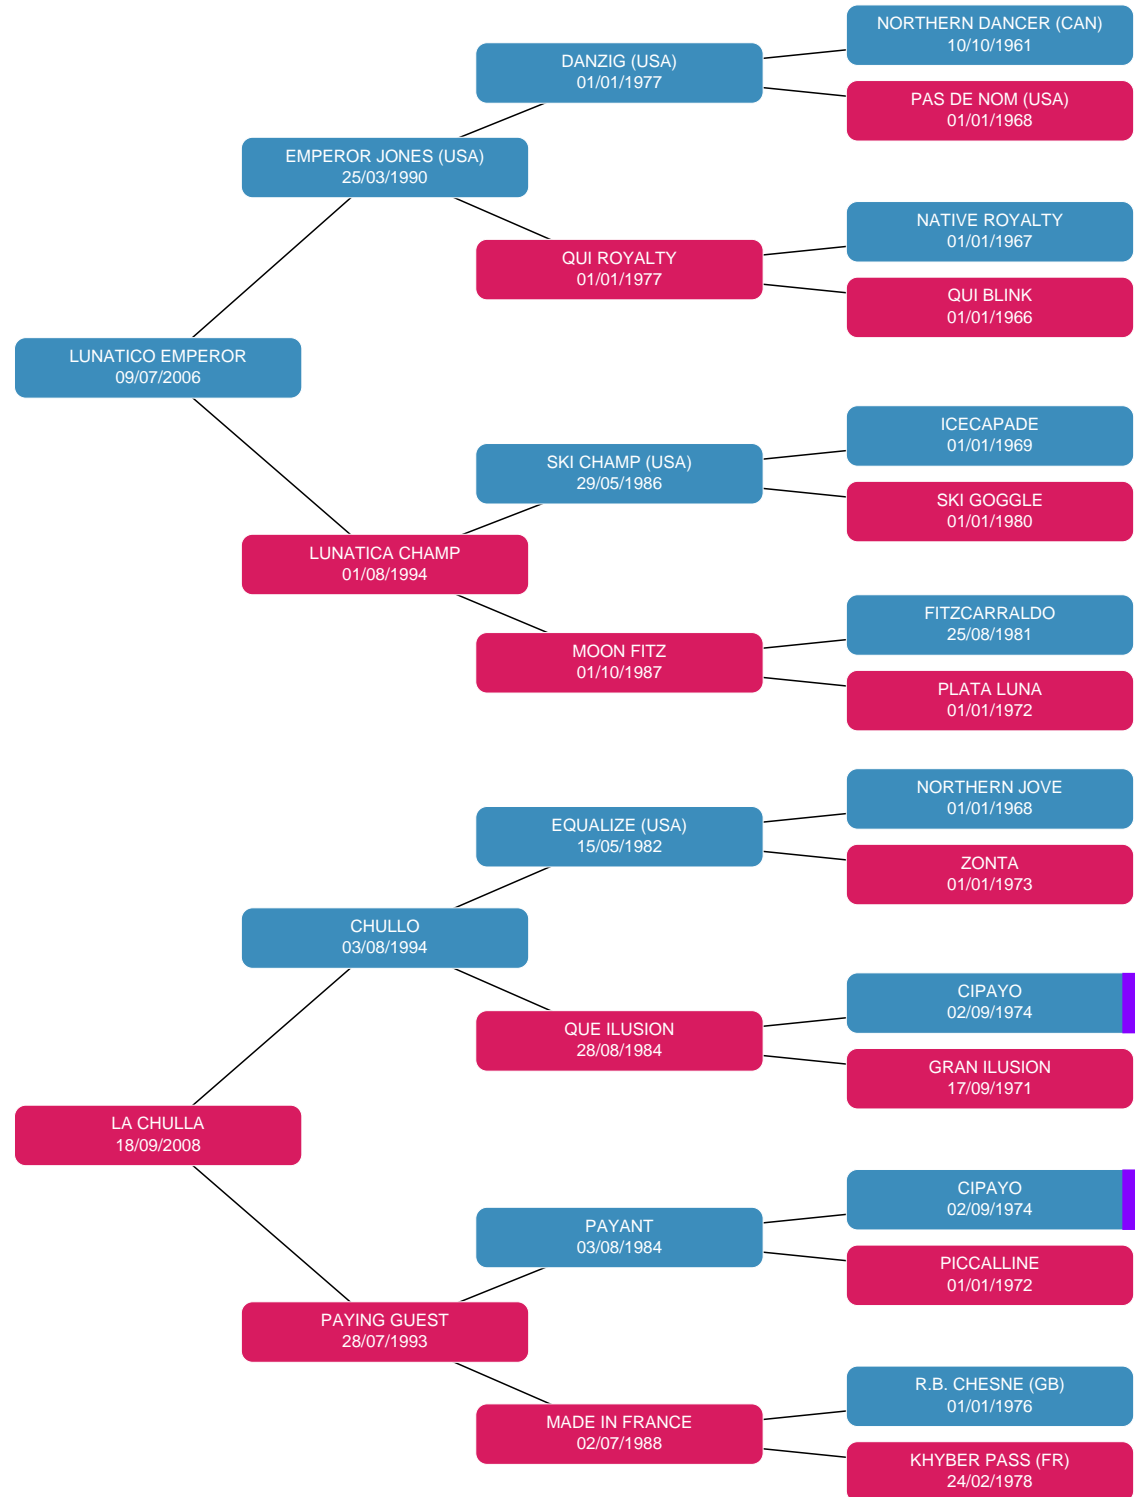 NORTHERN DANCER (CAN)
10/10/1961
DANZIG (USA)
01/01/1977
PAS DE NOM (USA)
01/01/1968
EMPEROR JONES (USA)
25/03/1990
NATIVE ROYALTY
01/01/1967
QUI ROYALTY
01/01/1977
QUI BLINK
01/01/1966
LUNATICO EMPEROR
09/07/2006
ICECAPADE
01/01/1969
SKI CHAMP (USA)
29/05/1986
SKI GOGGLE
01/01/1980
LUNATICA CHAMP
01/08/1994
FITZCARRALDO
25/08/1981
MOON FITZ
01/10/1987
PLATA LUNA
01/01/1972
NORTHERN JOVE
01/01/1968
EQUALIZE (USA)
15/05/1982
ZONTA
01/01/1973
CHULLO
03/08/1994
CIPAYO
02/09/1974
QUE ILUSION
28/08/1984
GRAN ILUSION
17/09/1971
LA CHULLA
18/09/2008
CIPAYO
02/09/1974
PAYANT
03/08/1984
PICCALLINE
01/01/1972
PAYING GUEST
28/07/1993
R.B. CHESNE (GB)
01/01/1976
MADE IN FRANCE
02/07/1988
KHYBER PASS (FR)
24/02/1978